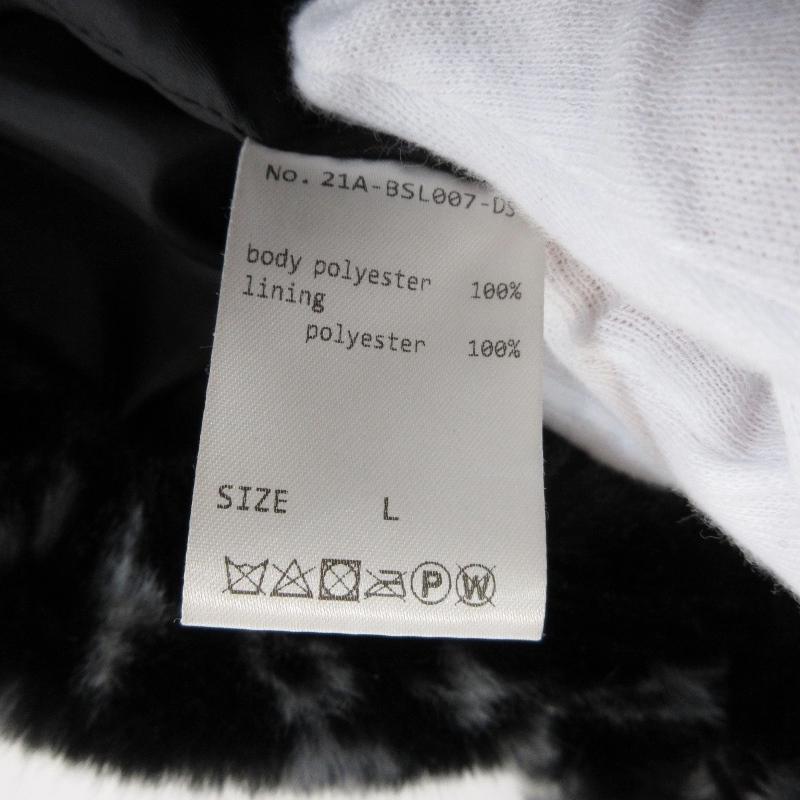 No. 21A-BSL007-DS
body polyester 100%
lining
polyester 100%
SIZE L
P W